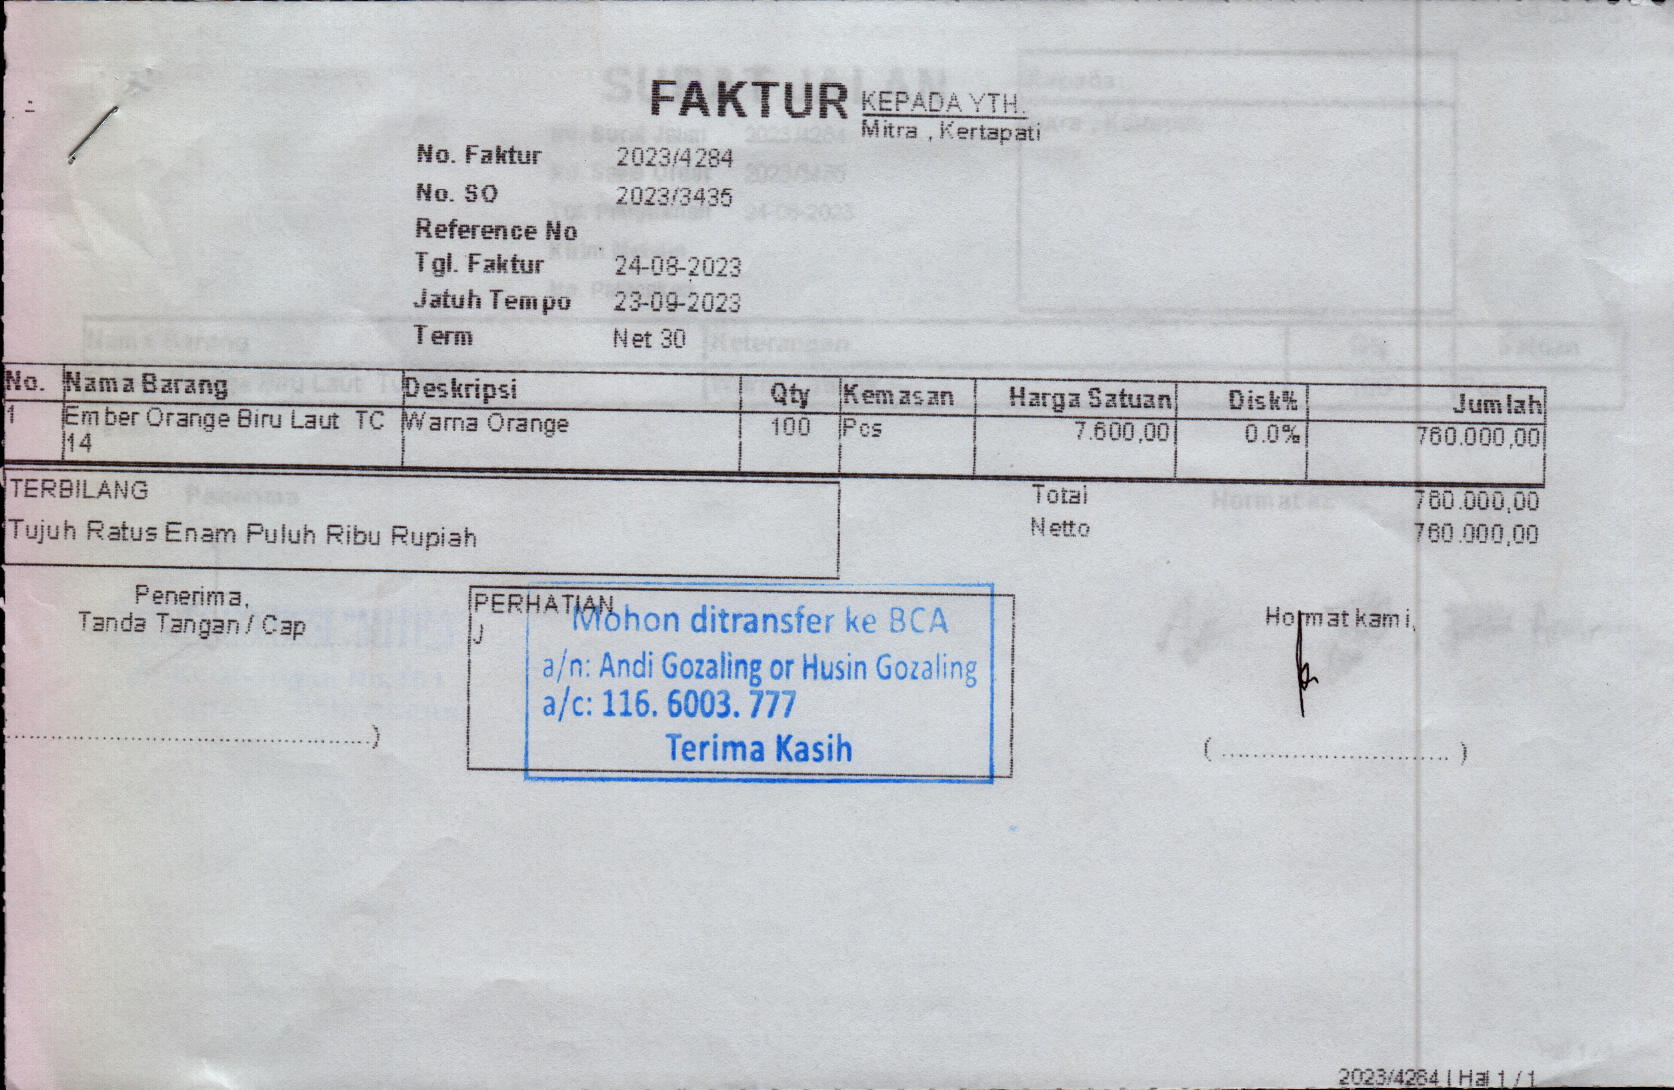 FAKTUR
KEPADA YTH.
Mitra , Kertapati
No. Faktur 2023/4284
No. SO 2023/3435
Reference No
Tgl. Faktur 24-08-2023
Jatuh Tempo 23-09-2023
Term Net 30
No. Nama Barang Deskripsi Qty Kemasan Harga Satuan Disk% Jumlah
1 Ember Orange Biru Laut TC 14 Warna Orange 100 Pcs 7.600,00 0.0% 760.000,00
TERBILANG
Tujuh Ratus Enam Puluh Ribu Rupiah
Total 760.000,00
Netto 760.000,00
Penerima,
Tanda Tangan / Cap
.................................................)
PERHATIAN
J
Mohon ditransfer ke BCA
a/n: Andi Gozaling or Husin Gozaling
a/c: 116. 6003. 777
Terima Kasih
Hormat kami,
( .............................. )
2023/4284 | Hal 1 / 1